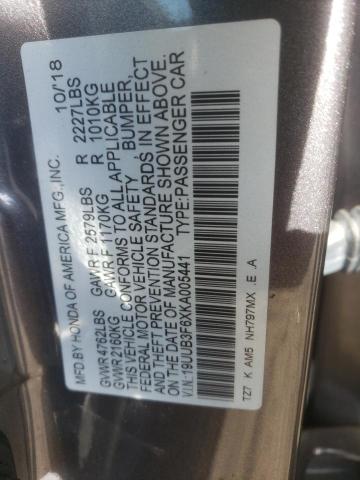 MFD. BY HONDA OF AMERICA MFG.,INC. 10/18
GVWR 4762LBS GAWR F 2579LBS R 2227LBS
GVWR 2160KG GAWR F 1170KG R 1010KG
THIS VEHICLE CONFORMS TO ALL APPLICABLE
FEDERAL MOTOR VEHICLE SAFETY, BUMPER,
AND THEFT PREVENTION STANDARDS IN EFFECT
ON THE DATE OF MANUFACTURE SHOWN ABOVE.
V.I.N:19UUB3F6XKA005441 TYPE:PASSENGER CAR
TZ7 K AM5 NH797MX .E .A